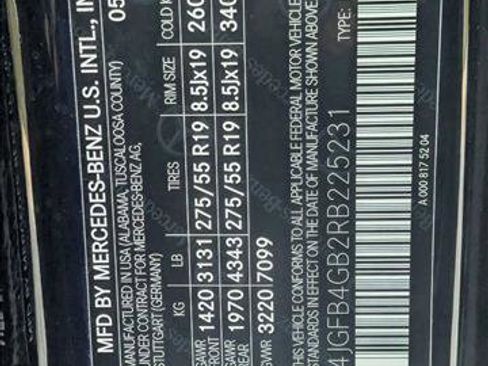 MFD BY MERCEDES-BENZ U.S. INTL., IN
05
MANUFACTURED IN USA (ALABAMA, TUSCALOOSA COUNTY)
UNDER CONTRACT FOR MERCEDES-BENZ AG,
STUTTGART (GERMANY)
KG LB TIRES RIM SIZE COLD K
GAWR FRONT 1420 3131 275/55 R19 8.5Jx19 260
GAWR REAR 1970 4343 275/55 R19 8.5Jx19 340
GVWR 3220 7099
THIS VEHICLE CONFORMS TO ALL APPLICABLE FEDERAL MOTOR VEHICLE
STANDARDS IN EFFECT ON THE DATE OF MANUFACTURE SHOWN ABOVE.
4JGFB4GB2RB225231 TYPE:
A 000 817 52 04